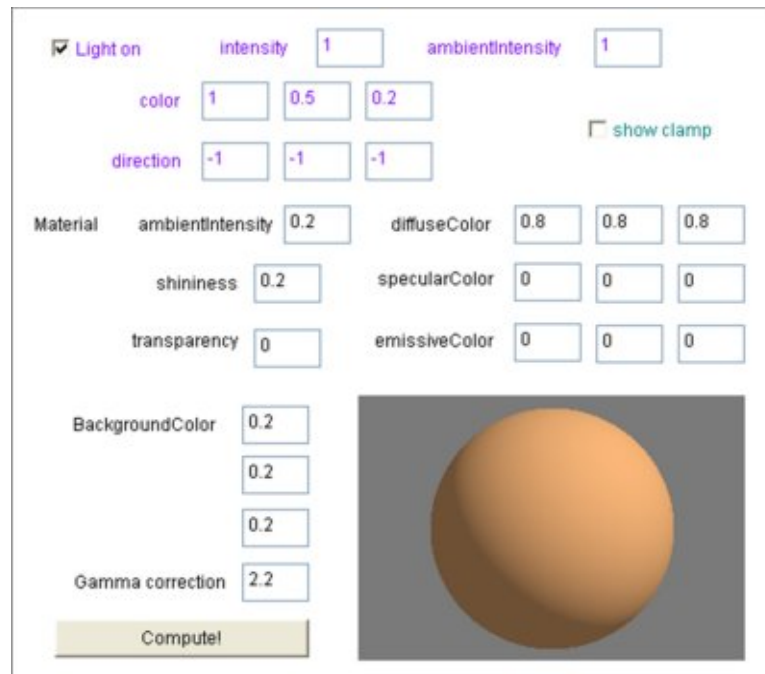 Light on intensity 1 ambientIntensity 1
color 1 0.5 0.2
show clamp
direction -1 -1 -1
Material ambientIntensity 0.2 diffuseColor 0.8 0.8 0.8
shininess 0.2 specularColor 0 0 0
transparency 0 emissiveColor 0 0 0
BackgroundColor 0.2
0.2
0.2
Gamma correction 2.2
Compute!